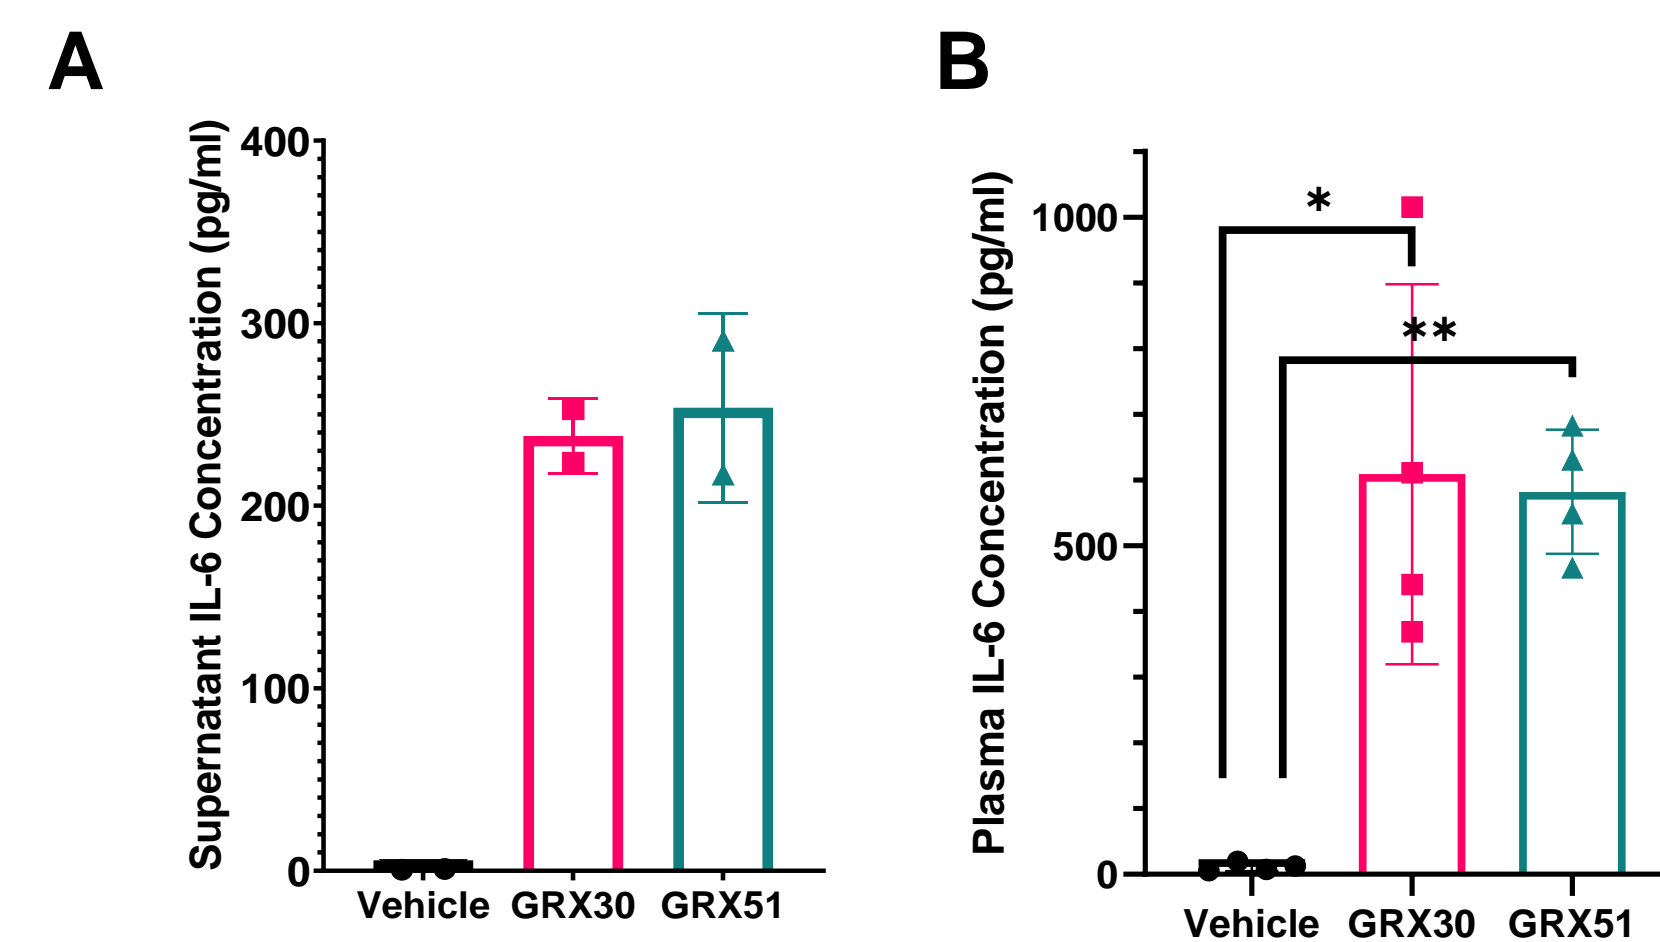 A
B
Supernatant IL-6 Concentration (pg/ml)
400
300
200
100
0
Vehicle GRX30 GRX51
Plasma IL-6 Concentration (pg/ml)
1000
500
0
*
**
Vehicle GRX30 GRX51